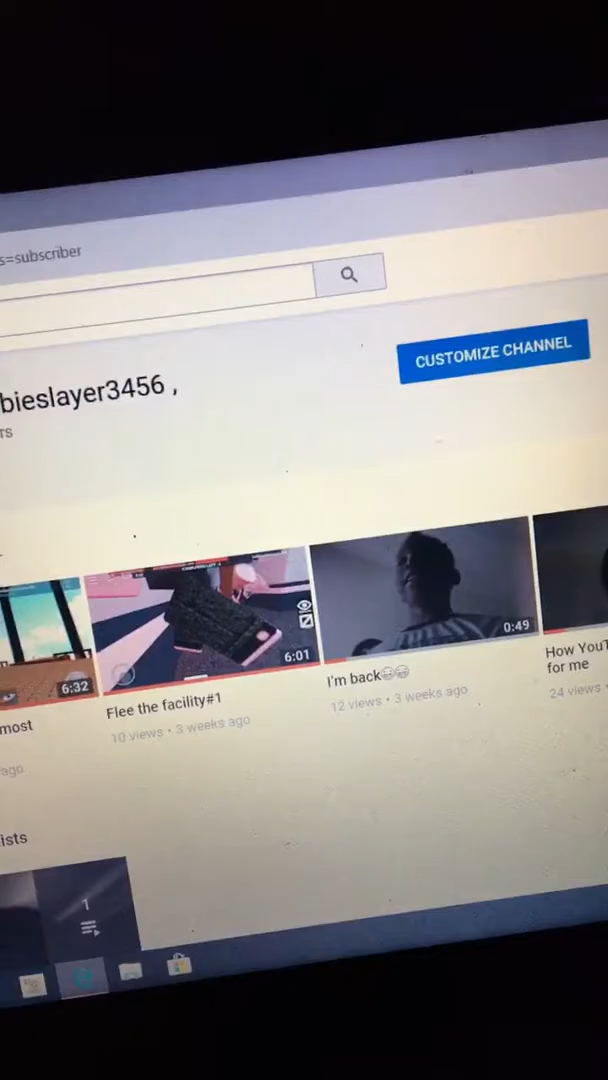 s=subscriber
bieslayer3456 ,
rs
CUSTOMIZE CHANNEL
6:32
6:01
0:49
most
ago
Flee the facility#1
10 views • 3 weeks ago
I'm back😀😀
12 views • 3 weeks ago
How YouT
for me
24 views •
ists
1